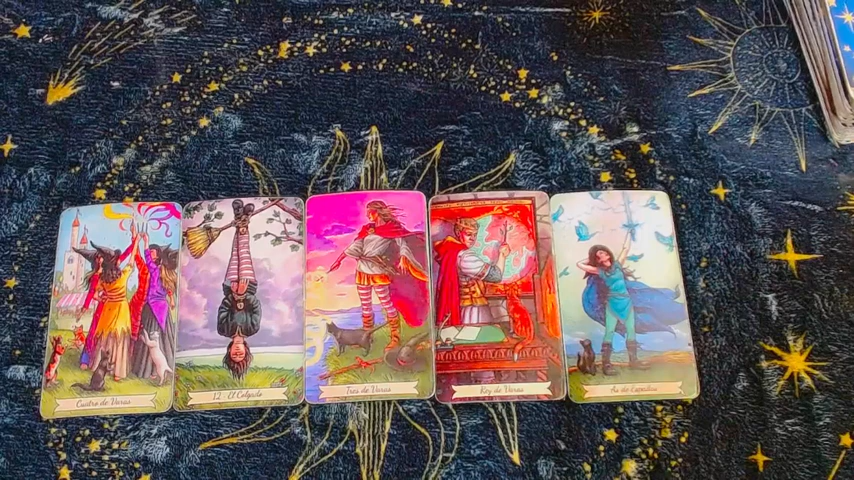 Cuatro de Varas
12 - El Colgado
Tres de Varas
Rey de Varas
As de Espadas